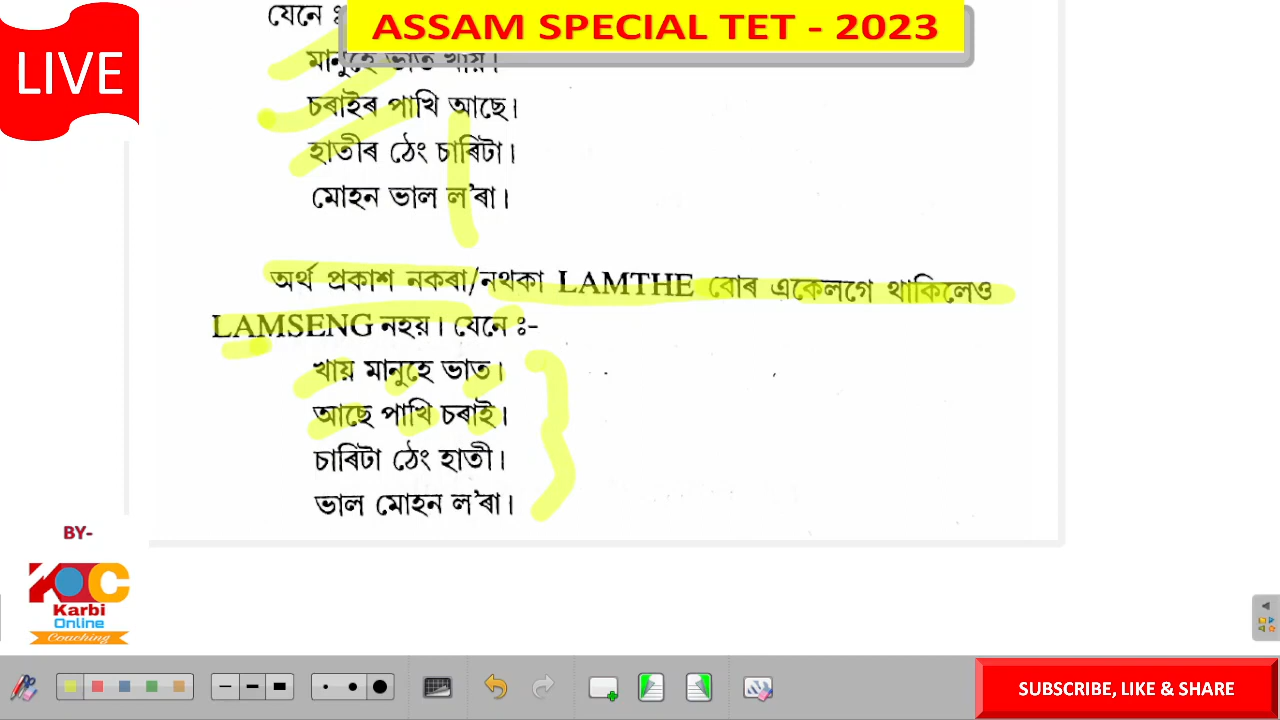 যেনে ঃ
ASSAM SPECIAL TET - 2023
LIVE
মানুহে ভাত খায়।
চৰাইৰ পাখি আছে।
হাতীৰ ঠেং চাৰিটা।
মোহন ভাল ল’ৰা।
অৰ্থ প্ৰকাশ নকৰা/নথকা LAMTHE বোৰ একেলগে থাকিলেও
LAMSENG নহয়। যেনে ঃ-
খায় মানুহে ভাত।
আছে পাখি চৰাই।
চাৰিটা ঠেং হাতী।
ভাল মোহন ল’ৰা।
BY-
KOC
Karbi
Online
Coaching
SUBSCRIBE, LIKE & SHARE